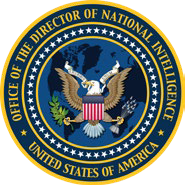 OFFICE OF THE DIRECTOR OF NATIONAL INTELLIGENCE
UNITED STATES OF AMERICA